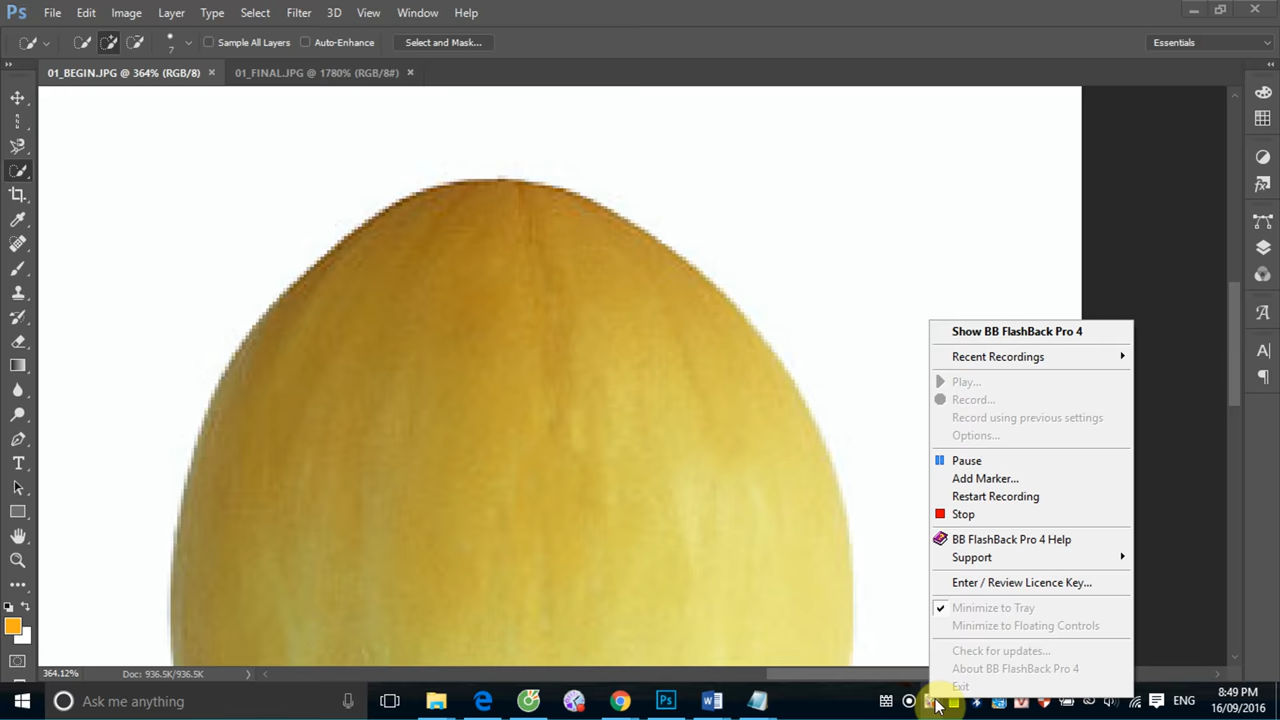 Ps File Edit Image Layer Type Select Filter 3D View Window Help
7 Sample All Layers Auto-Enhance Select and Mask... Essentials
01_BEGIN.JPG @ 364% (RGB/8) × 01_FINAL.JPG @ 1780% (RGB/8#) ×
Show BB FlashBack Pro 4
Recent Recordings
Play...
Record...
Record using previous settings
Options...
Pause
Add Marker...
Restart Recording
Stop
BB FlashBack Pro 4 Help
Support
Enter / Review Licence Key...
Minimize to Tray
Minimize to Floating Controls
Check for updates...
About BB FlashBack Pro 4
Exit
364.12% Doc: 936.5K/936.5K
Ask me anything
ENG
8:49 PM
16/09/2016